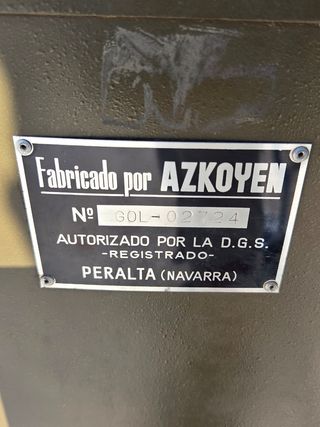 Fabricado por AZKOYEN
Nº GOL-02724
AUTORIZADO POR LA D.G.S.
-REGISTRADO-
PERALTA (NAVARRA)